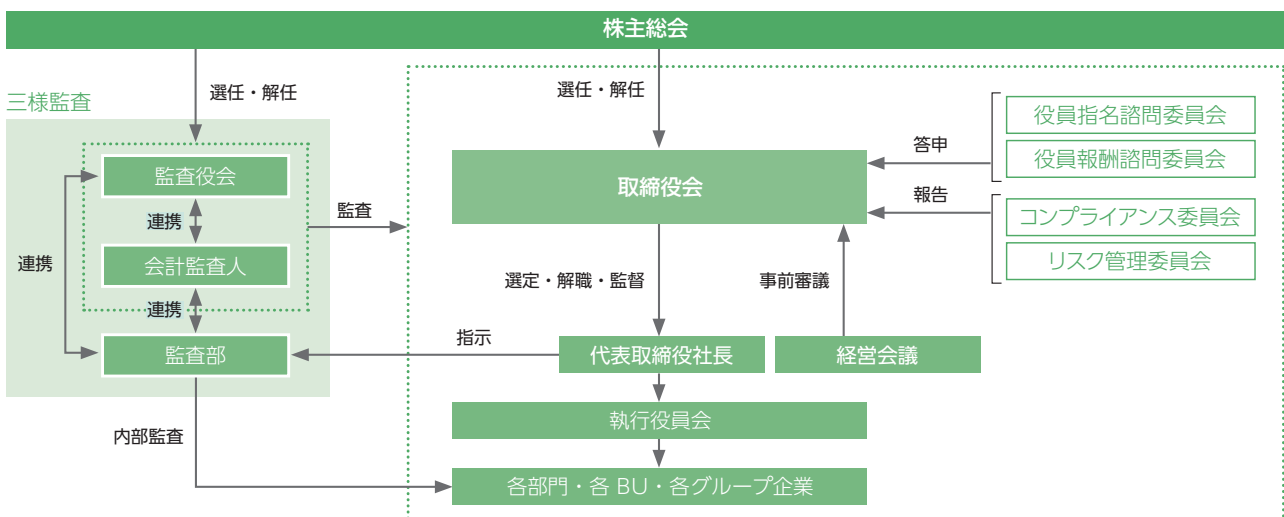 株主総会
選任・解任
選任・解任
三様監査
役員指名諮問委員会
答申
役員報酬諮問委員会
監査役会
取締役会
報告
コンプライアンス委員会
連携
監査
リスク管理委員会
連携
会計監査人
選定・解職・監督
事前審議
連携
指示
監査部
代表取締役社長
経営会議
執行役員会
内部監査
各部門・各 BU・各グループ企業